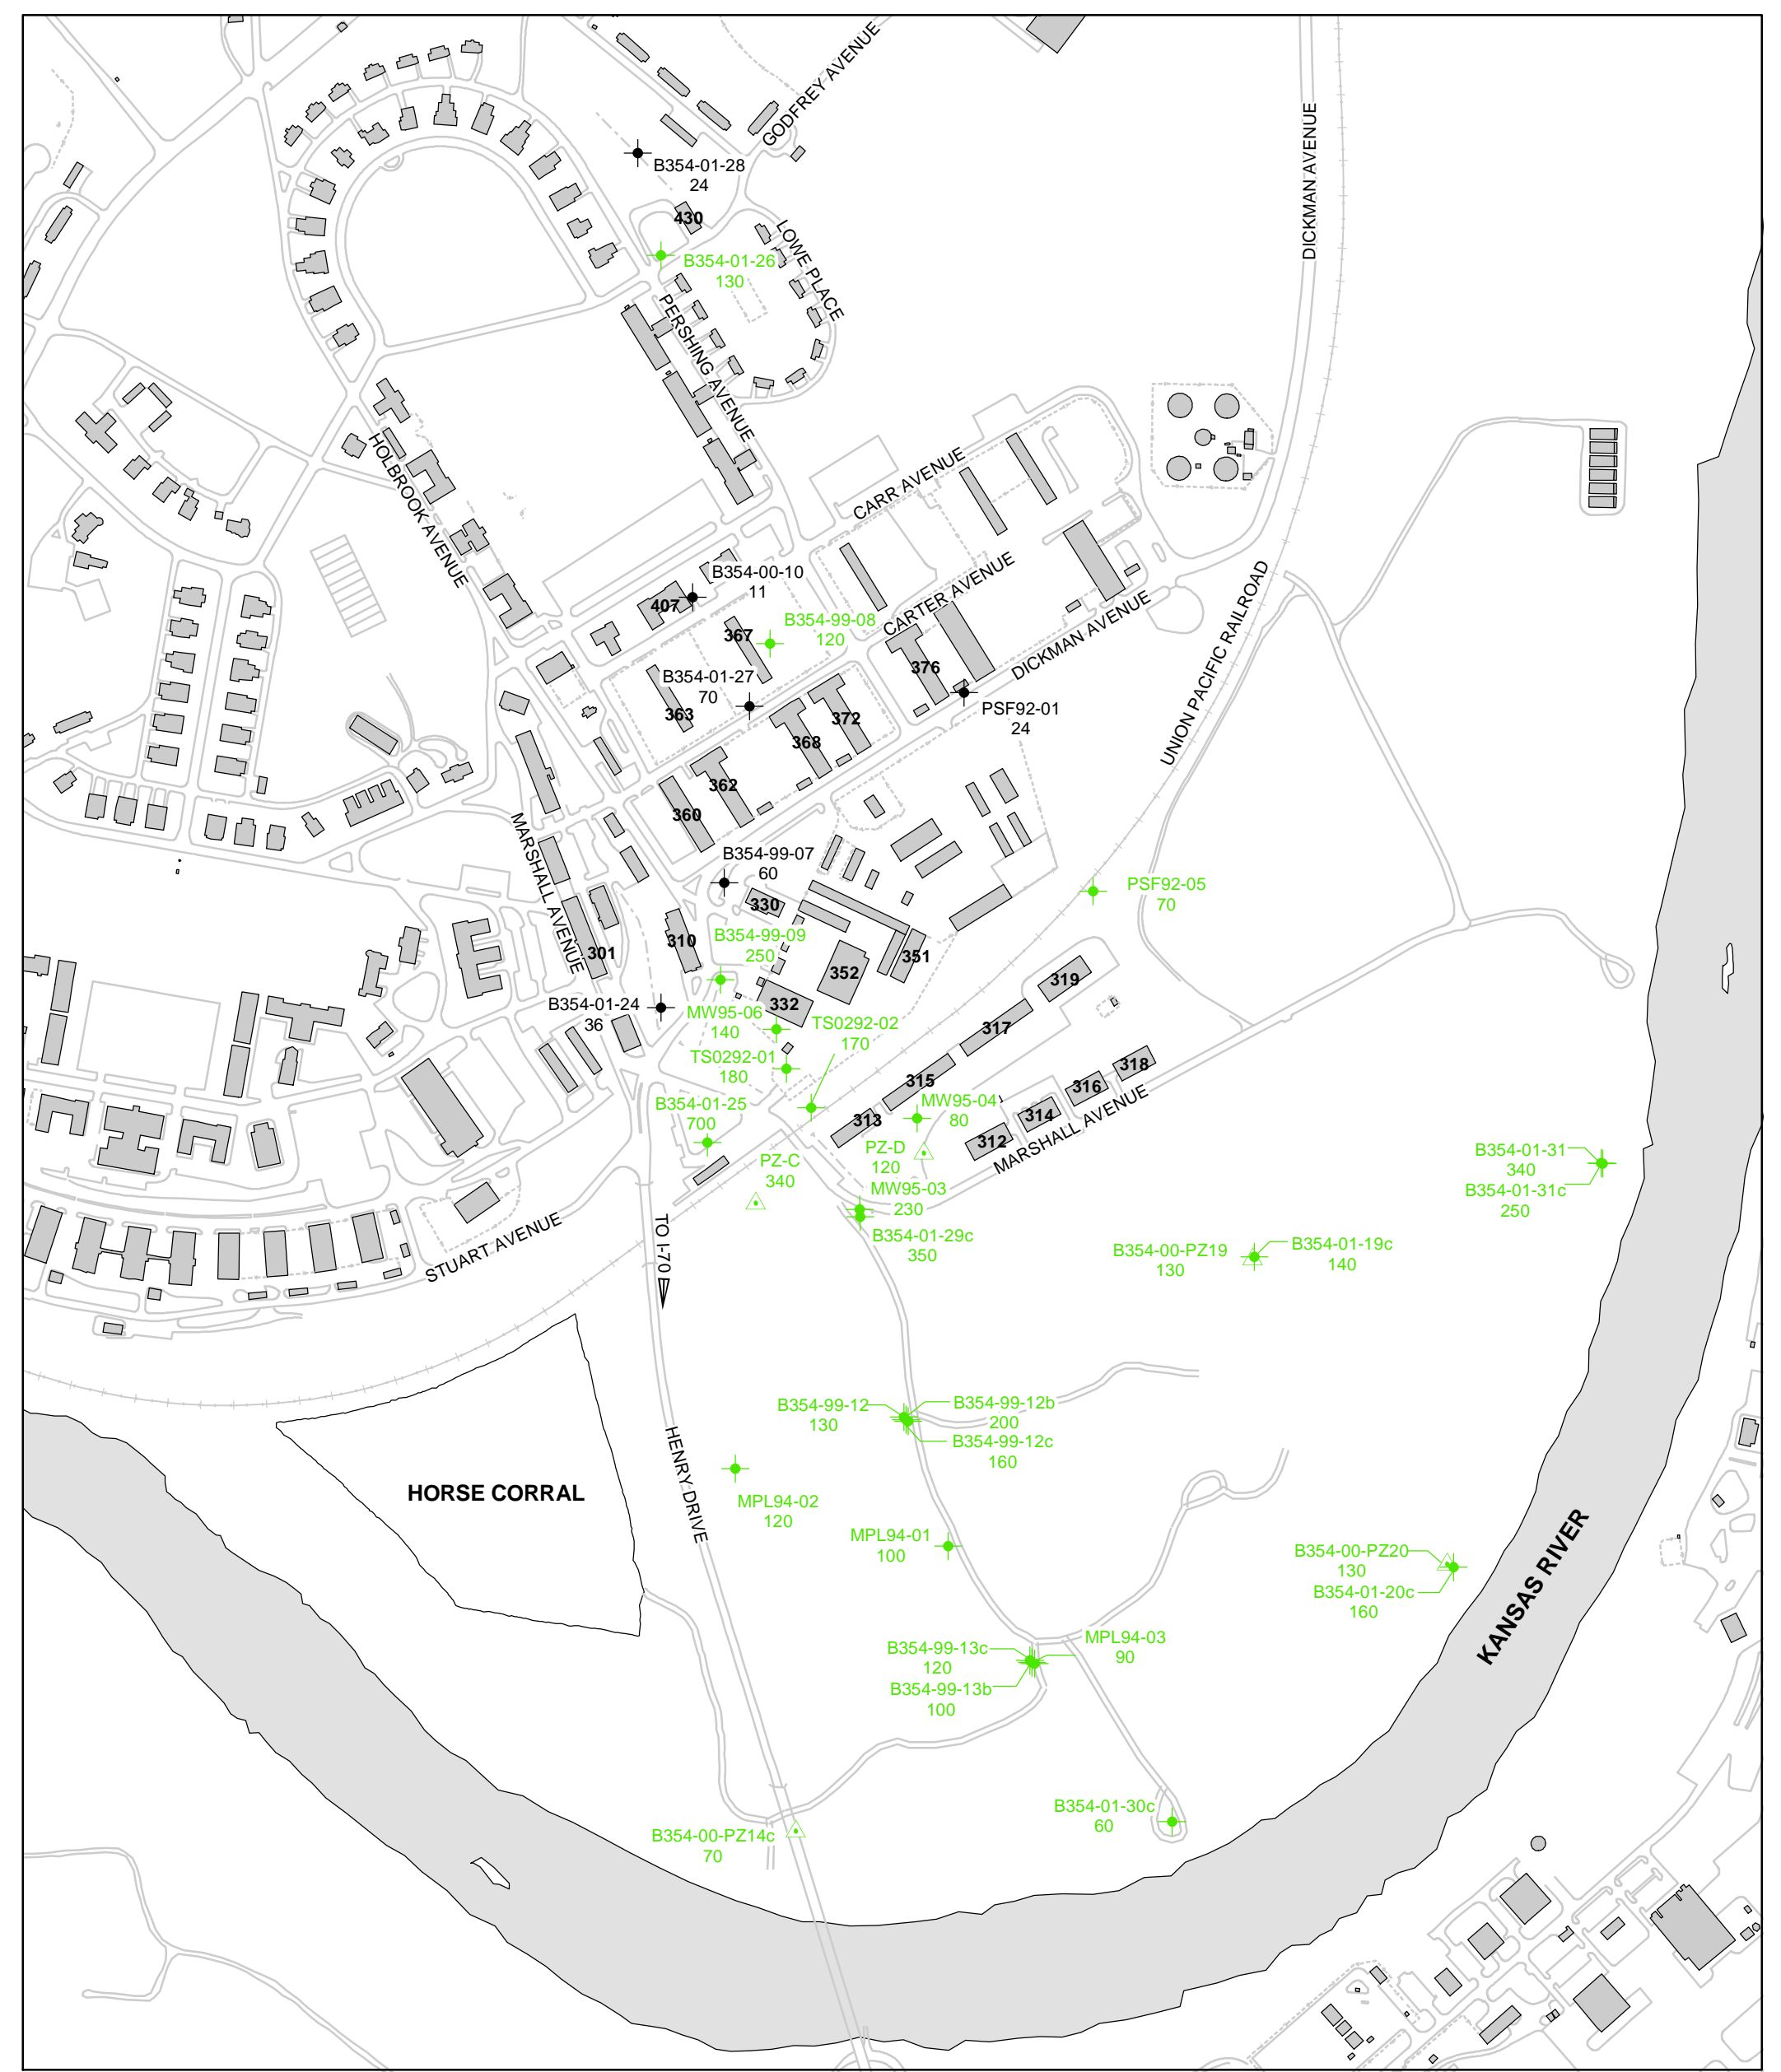 GODFREY AVENUE
DICKMAN AVENUE
B354-01-28
24
430
LOWE PLACE
B354-01-26
130
PERSHING AVENUE
HOLBROOK AVENUE
CARR AVENUE
B354-00-10
11
407
CARTER AVENUE
DICKMAN AVENUE
UNION PACIFIC RAILROAD
B354-99-08
120
367
376
B354-01-27
70
363
PSF92-01
24
372
368
362
360
MARSHALL AVENUE
B354-99-07
60
330
PSF92-05
70
B354-99-09
250
310
301
351
352
319
B354-01-24
36
332
MW95-06
140
TS0292-02
170
317
TS0292-01
180
318
315
316
B354-01-25
700
MW95-04
80
314
313
312
MARSHALL AVENUE
PZ-D
120
PZ-C
340
B354-01-31
340
B354-01-31c
250
MW95-03
230
B354-01-29c
350
TO I-70
STUART AVENUE
B354-00-PZ19
130
B354-01-19c
140
B354-99-12
130
B354-99-12b
200
B354-99-12c
160
HENRY DRIVE
HORSE CORRAL
MPL94-02
120
MPL94-01
100
B354-00-PZ20
130
B354-01-20c
160
KANSAS RIVER
B354-99-13c
120
MPL94-03
90
B354-99-13b
100
B354-01-30c
60
B354-00-PZ14c
70